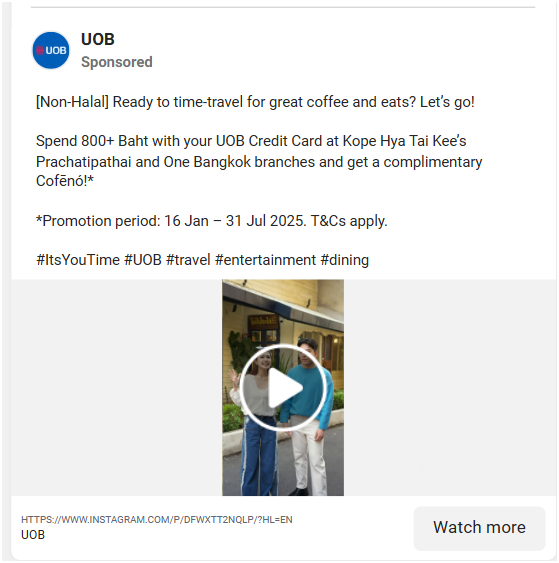 UOB
UOB
Sponsored
[Non-Halal] Ready to time-travel for great coffee and eats? Let’s go!
Spend 800+ Baht with your UOB Credit Card at Kope Hya Tai Kee’s
Prachatipathai and One Bangkok branches and get a complimentary
Cofēnó!*
*Promotion period: 16 Jan – 31 Jul 2025. T&Cs apply.
#ItsYouTime #UOB #travel #entertainment #dining
HTTPS://WWW.INSTAGRAM.COM/P/DFWXTT2NQLP/?HL=EN
UOB
Watch more